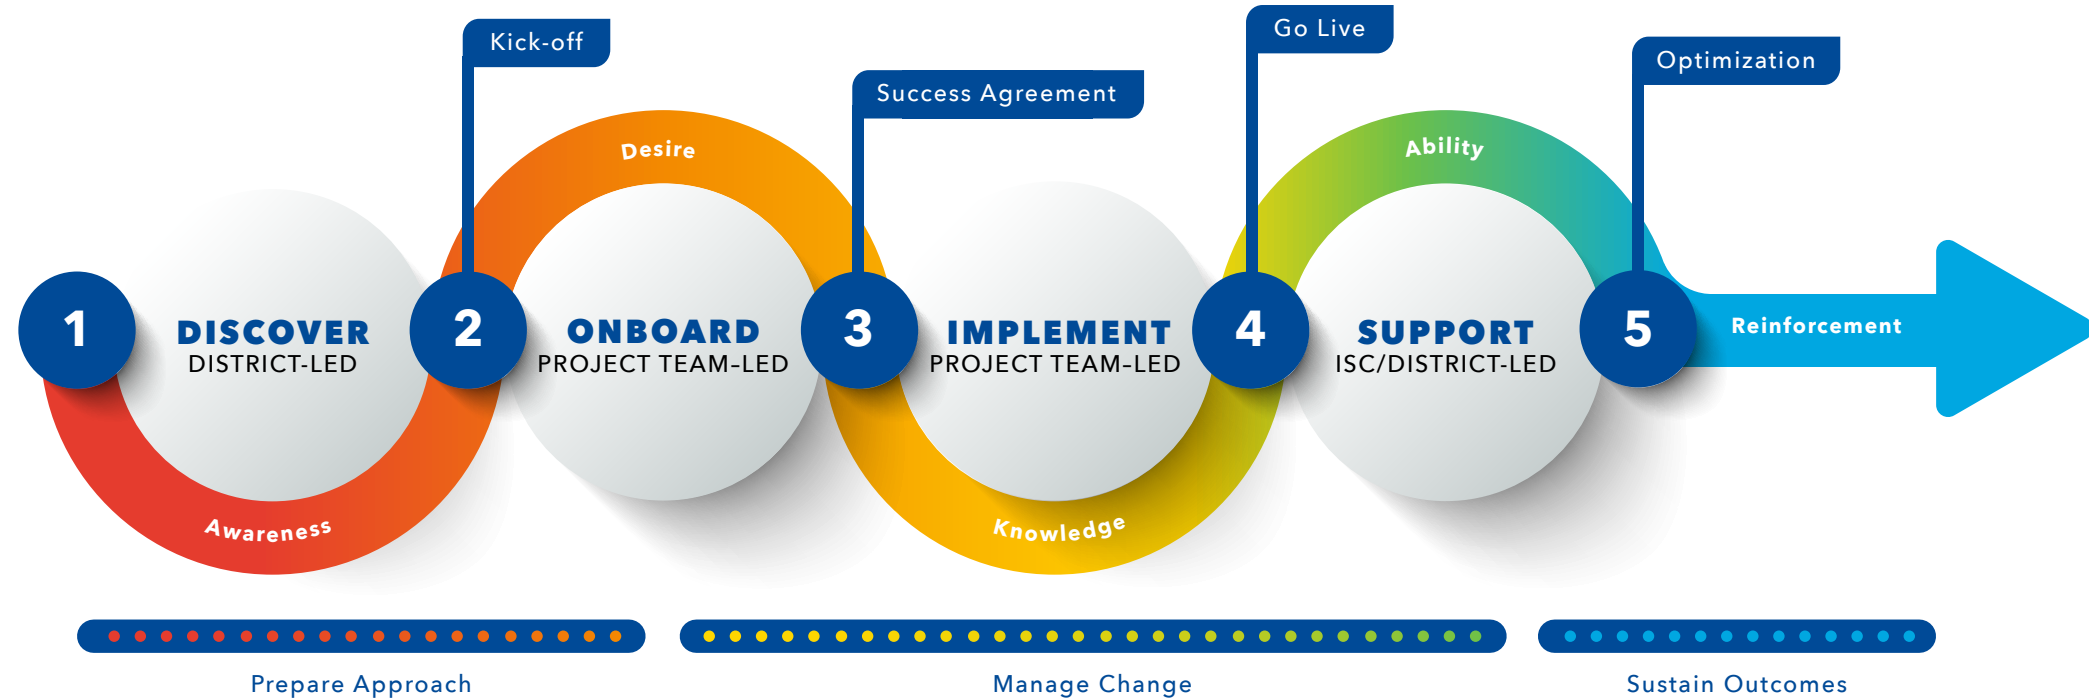 Kick-off
Success Agreement
Go Live
Optimization
Desire
Ability
1
DISCOVER
DISTRICT-LED
2
ONBOARD
PROJECT TEAM–LED
3
IMPLEMENT
PROJECT TEAM–LED
4
SUPPORT
ISC/DISTRICT-LED
5
Reinforcement
Awareness
Knowledge
Prepare Approach
Manage Change
Sustain Outcomes